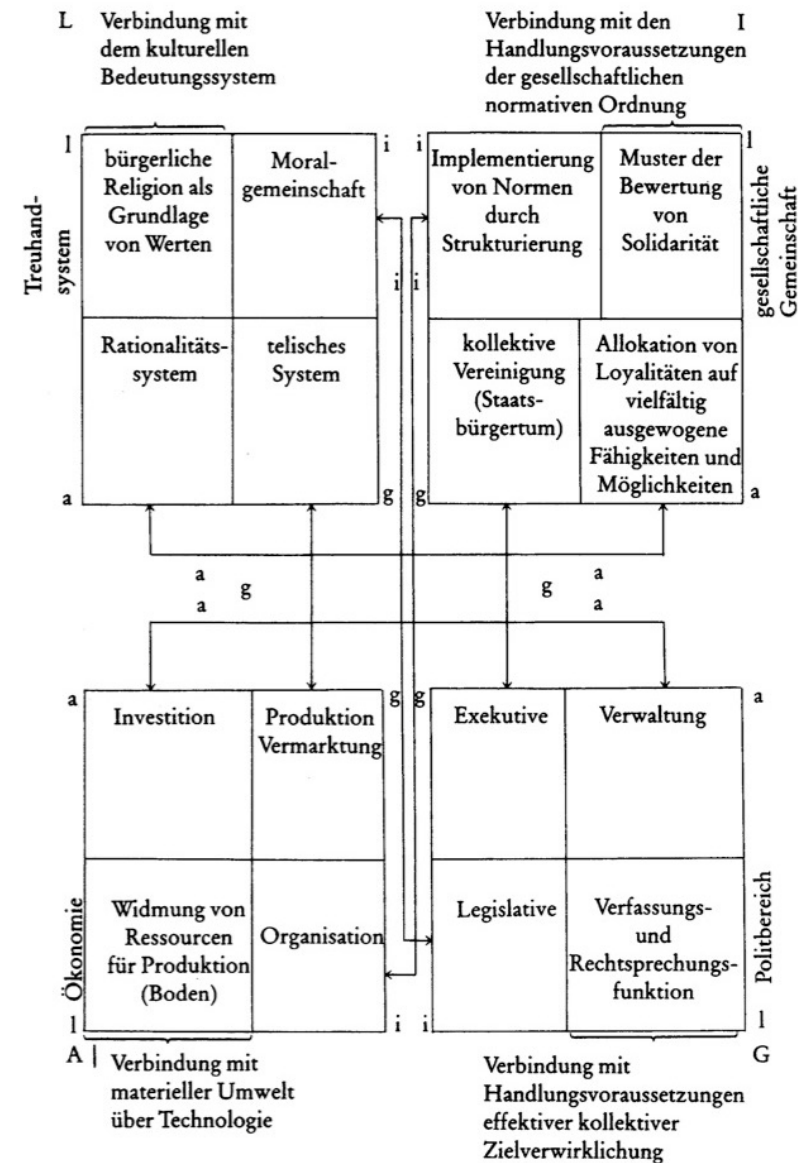 L
Verbindung mit
dem kulturellen
Bedeutungssystem
Verbindung mit den
Handlungsvoraussetzungen
der gesellschaftlichen
normativen Ordnung
I
l
i
i
l
Treuhand-
system
bürgerliche
Religion als
Grundlage
von Werten
Moral-
gemeinschaft
Implementierung
von Normen
durch
Strukturierung
Muster der
Bewertung
von
Solidarität
gesellschaftliche
Gemeinschaft
i
i
Rationalitäts-
system
telisches
System
kollektive
Vereinigung
(Staats-
bürgertum)
Allokation von
Loyalitäten auf
vielfältig
ausgewogene
Fähigkeiten und
Möglichkeiten
a
g
g
a
a
a
g
g
a
a
a
g
g
a
Investition
Produktion
Vermarktung
Exekutive
Verwaltung
Ökonomie
Widmung von
Ressourcen
für Produktion
(Boden)
Organisation
Legislative
Verfassungs-
und
Rechtsprechungs-
funktion
Politbereich
l
i
i
l
A
G
Verbindung mit
materieller Umwelt
über Technologie
Verbindung mit
Handlungsvoraussetzungen
effektiver kollektiver
Zielverwirklichung